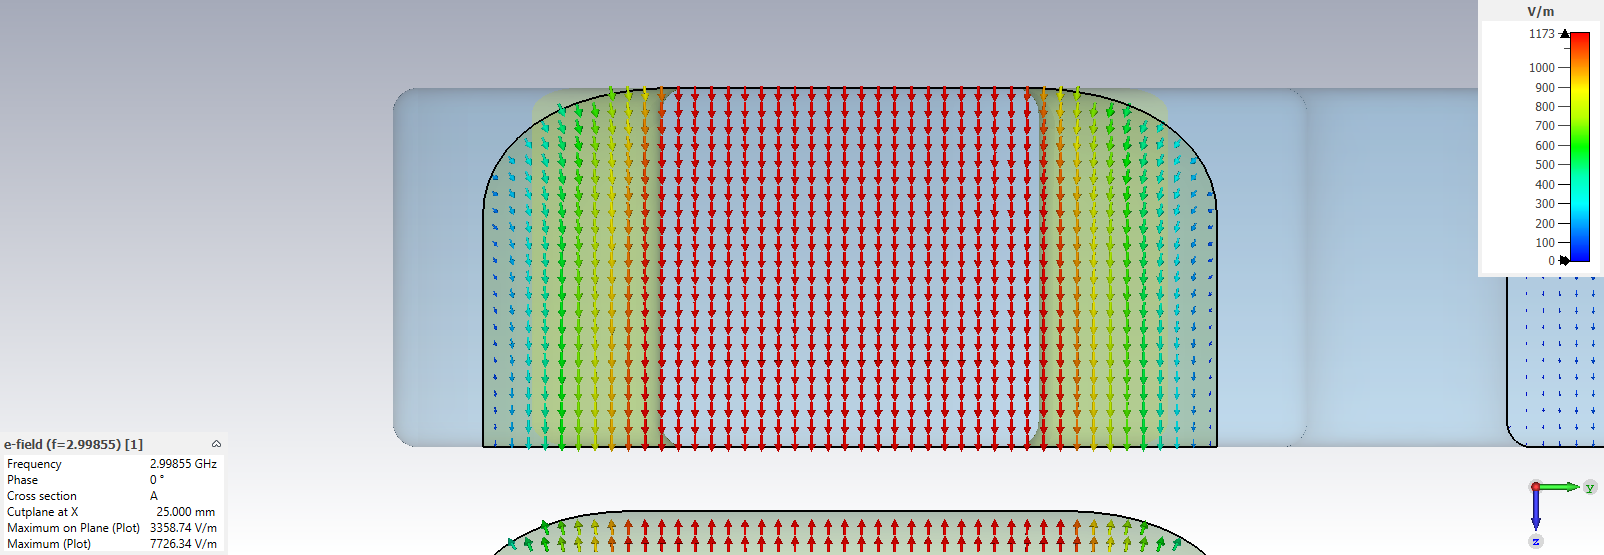 V/m
1173
1000
900
800
700
600
500
400
300
200
100
0
e-field (f=2.99855) [1]
Frequency 2.99855 GHz
Phase 0 °
Cross section A
Cutplane at X 25.000 mm
Maximum on Plane (Plot) 3358.74 V/m
Maximum (Plot) 7726.34 V/m
y
z